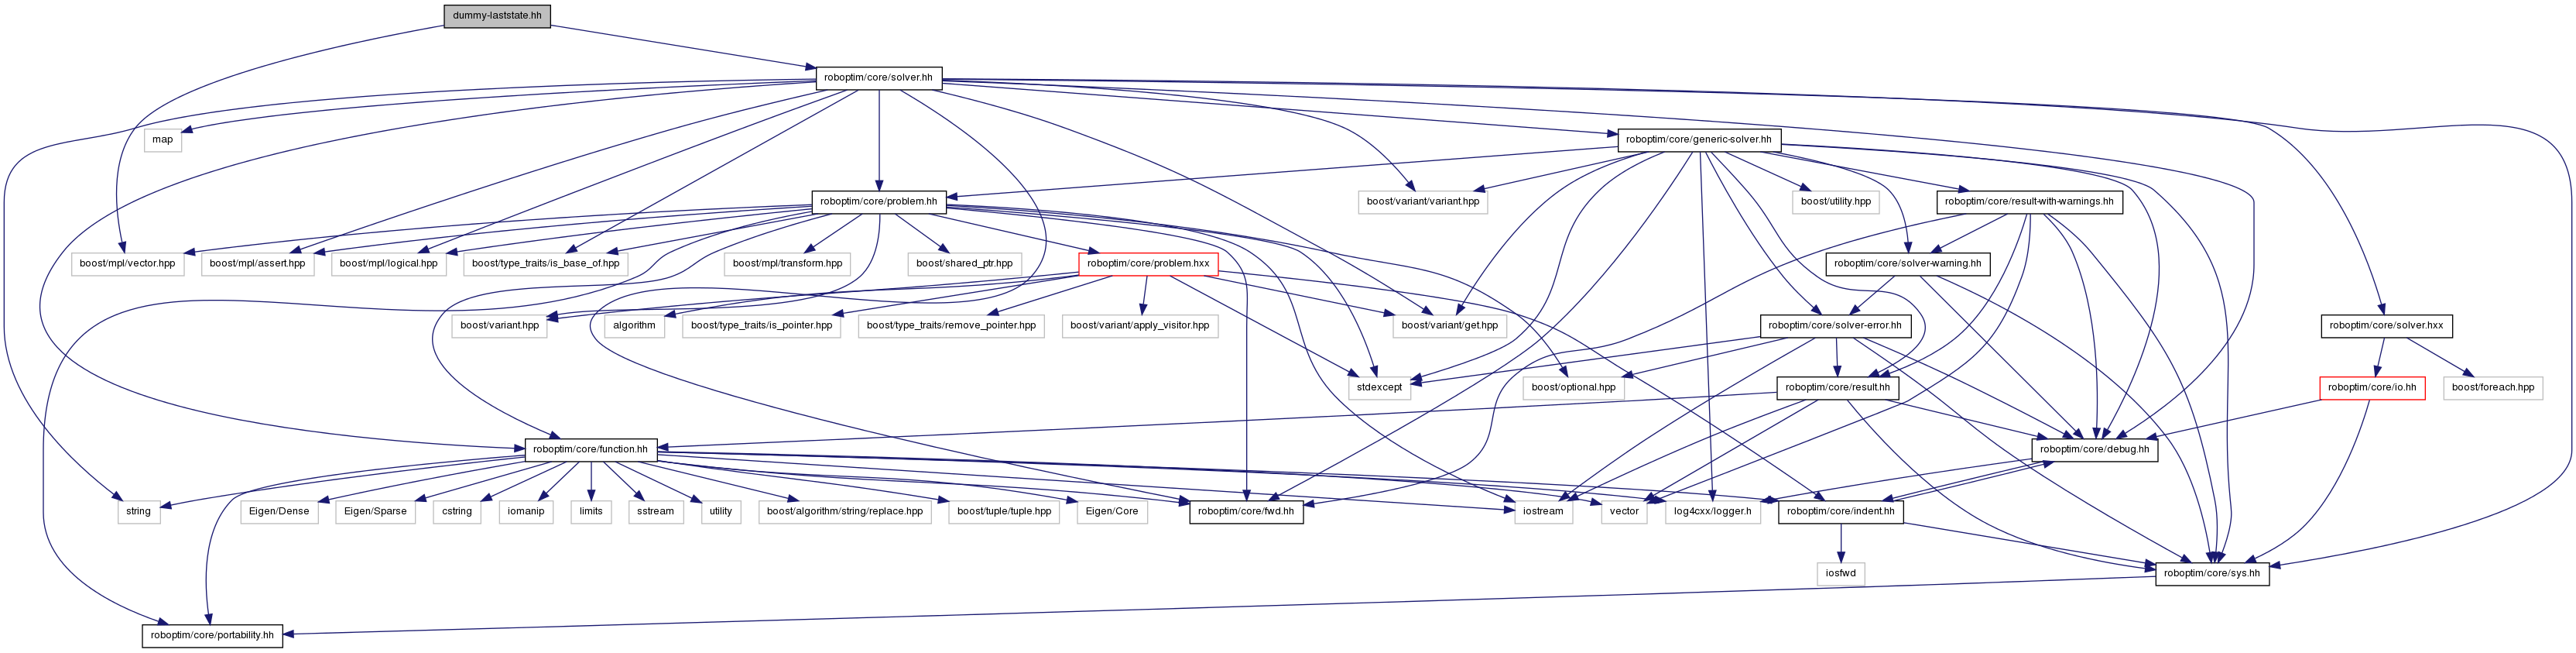 dummy-laststate.hh
roboptim/core/solver.hh
map
roboptim/core/generic-solver.hh
roboptim/core/problem.hh
boost/variant/variant.hpp
boost/utility.hpp
roboptim/core/result-with-warnings.hh
boost/mpl/vector.hpp
boost/mpl/assert.hpp
boost/mpl/logical.hpp
boost/type_traits/is_base_of.hpp
boost/mpl/transform.hpp
boost/shared_ptr.hpp
roboptim/core/problem.hxx
roboptim/core/solver-warning.hh
boost/variant.hpp
algorithm
boost/type_traits/is_pointer.hpp
boost/type_traits/remove_pointer.hpp
boost/variant/apply_visitor.hpp
boost/variant/get.hpp
roboptim/core/solver-error.hh
roboptim/core/solver.hxx
stdexcept
boost/optional.hpp
roboptim/core/result.hh
roboptim/core/io.hh
boost/foreach.hpp
roboptim/core/function.hh
roboptim/core/debug.hh
string
Eigen/Dense
Eigen/Sparse
cstring
iomanip
limits
sstream
utility
boost/algorithm/string/replace.hpp
boost/tuple/tuple.hpp
Eigen/Core
roboptim/core/fwd.hh
iostream
vector
log4cxx/logger.h
roboptim/core/indent.hh
iosfwd
roboptim/core/sys.hh
roboptim/core/portability.hh